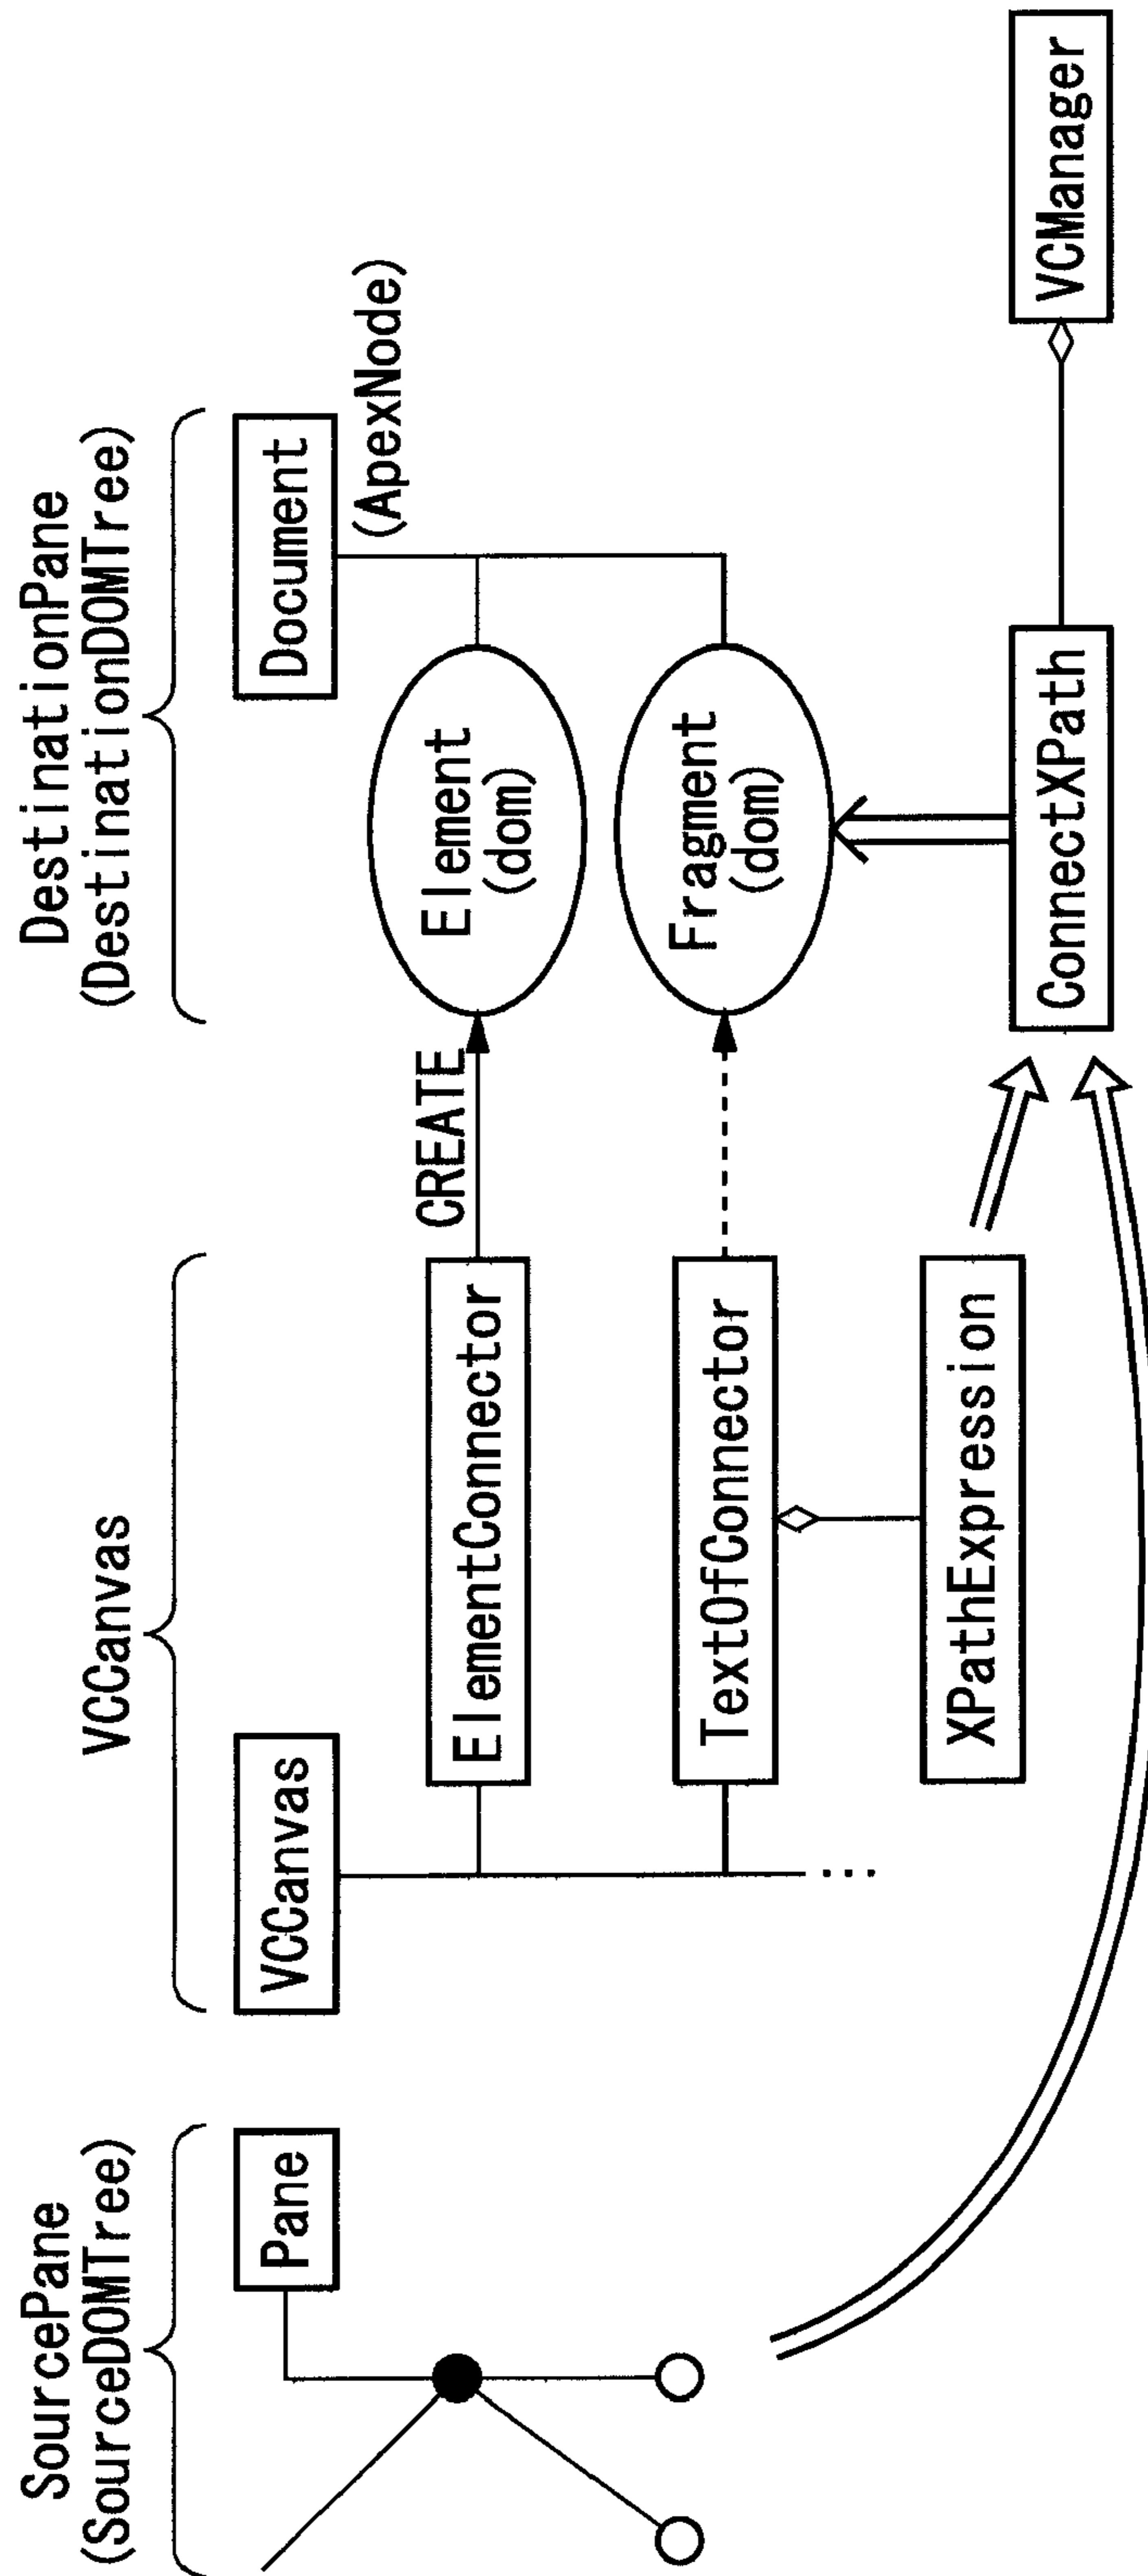 SourcePane
(SourceDOMTree)
Pane
VCCanvas
VCCanvas
ElementConnector
TextOfConnector
XPathExpression
...
CREATE
DestinationPane
(DestinationDOMTree)
Document
(ApexNode)
Element
(dom)
Fragment
(dom)
ConnectXPath
VCManager